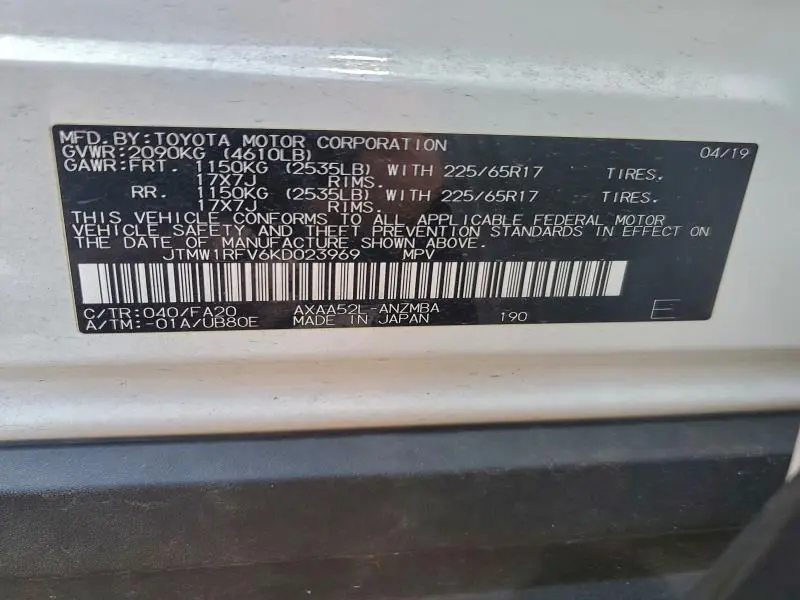 MFD.BY:TOYOTA MOTOR CORPORATION 04/19
GVWR:2090KG (4610LB)
GAWR:FRT. 1150KG (2535LB) WITH 225/65R17 TIRES.
17X7J RIMS.
RR. 1150KG (2535LB) WITH 225/65R17 TIRES.
17X7J RIMS.
THIS VEHICLE CONFORMS TO ALL APPLICABLE FEDERAL MOTOR
VEHICLE SAFETY AND THEFT PREVENTION STANDARDS IN EFFECT ON
THE DATE OF MANUFACTURE SHOWN ABOVE.
JTMW1RFV6KD023969 MPV
C/TR:040/FA20 AXAA52L-ANZMBA
A/TM:-01A/UB80E MADE IN JAPAN 190 E